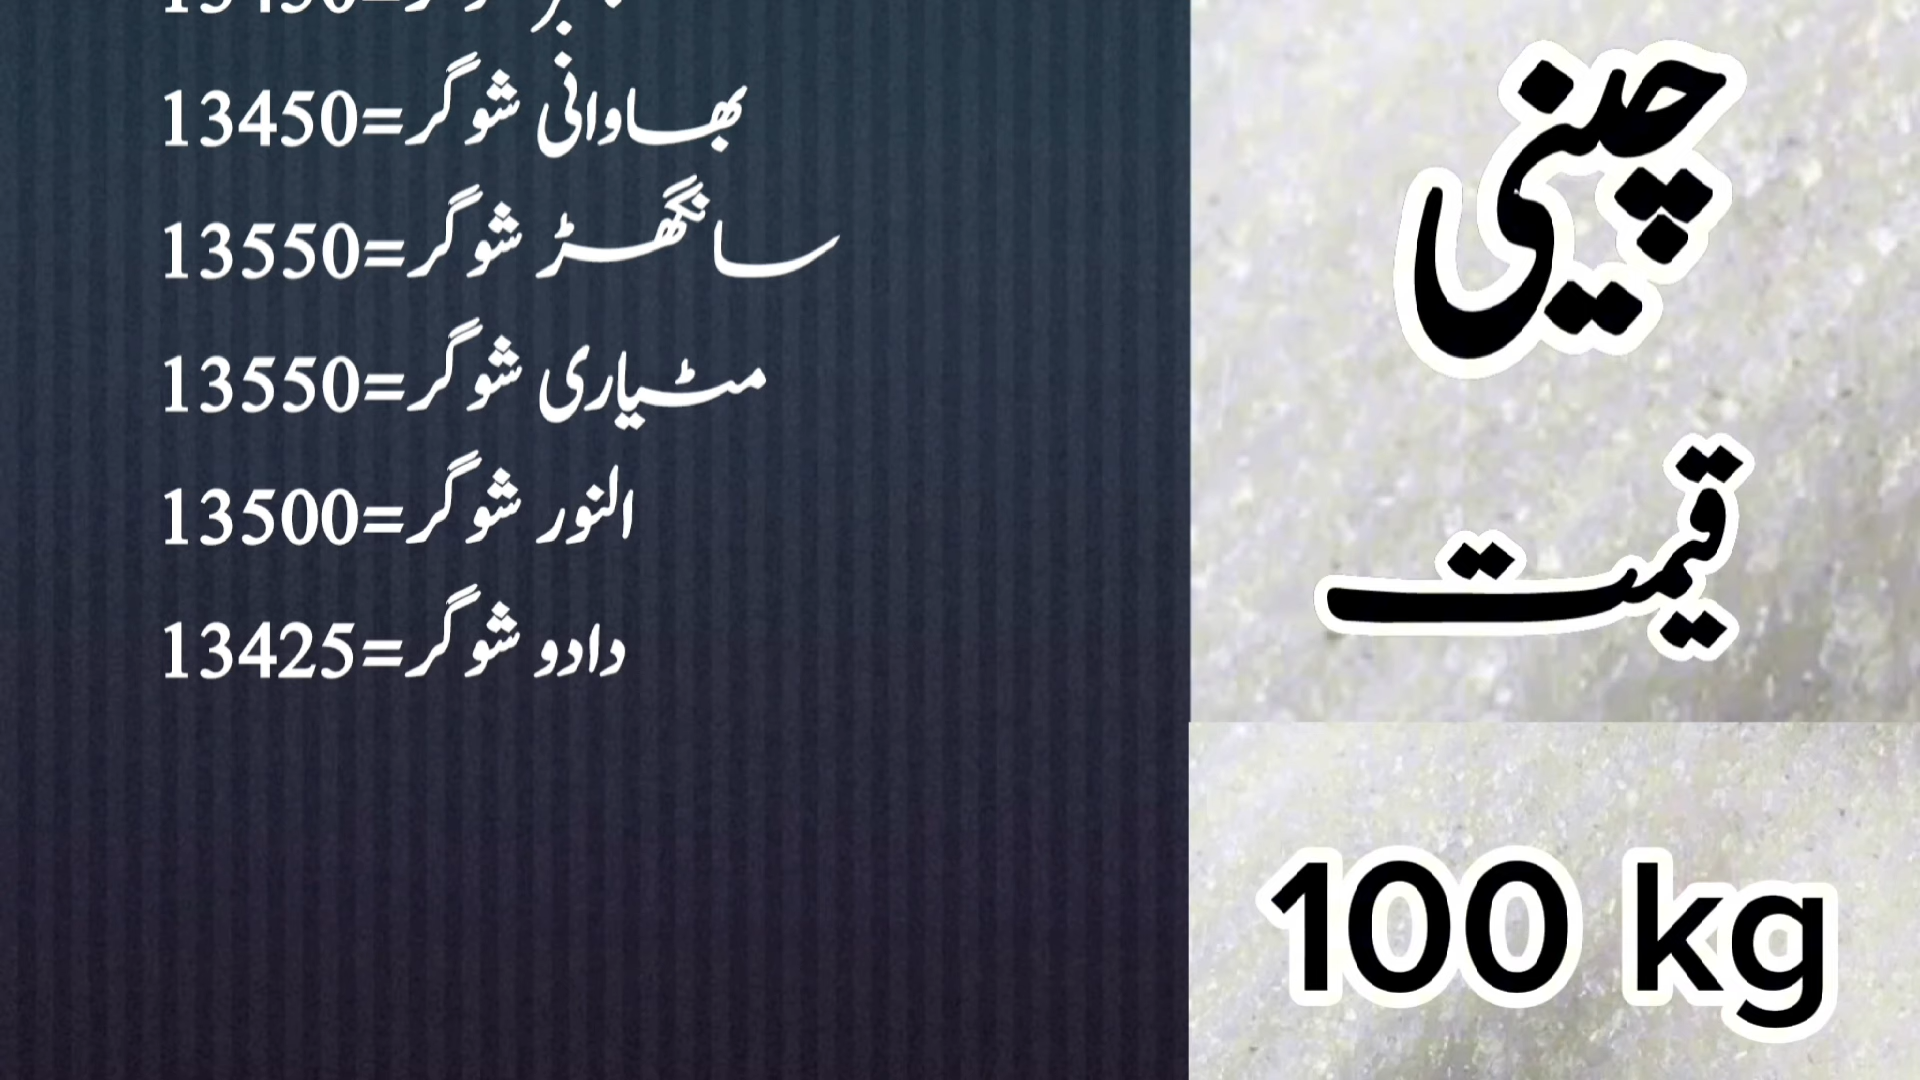 بھاوانی شوگر=13450
سانگھڑ شوگر=13550
مٹیاری شوگر=13550
النور شوگر=13500
دادو شوگر=13425
چینی
قیمت
100 kg